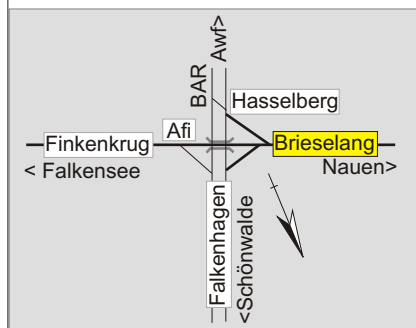 BAR
Awf>
Hasselberg
Afi
Finkenkrug
Brieselang
< Falkensee
Nauen>
Falkenhagen
<Schönwalde